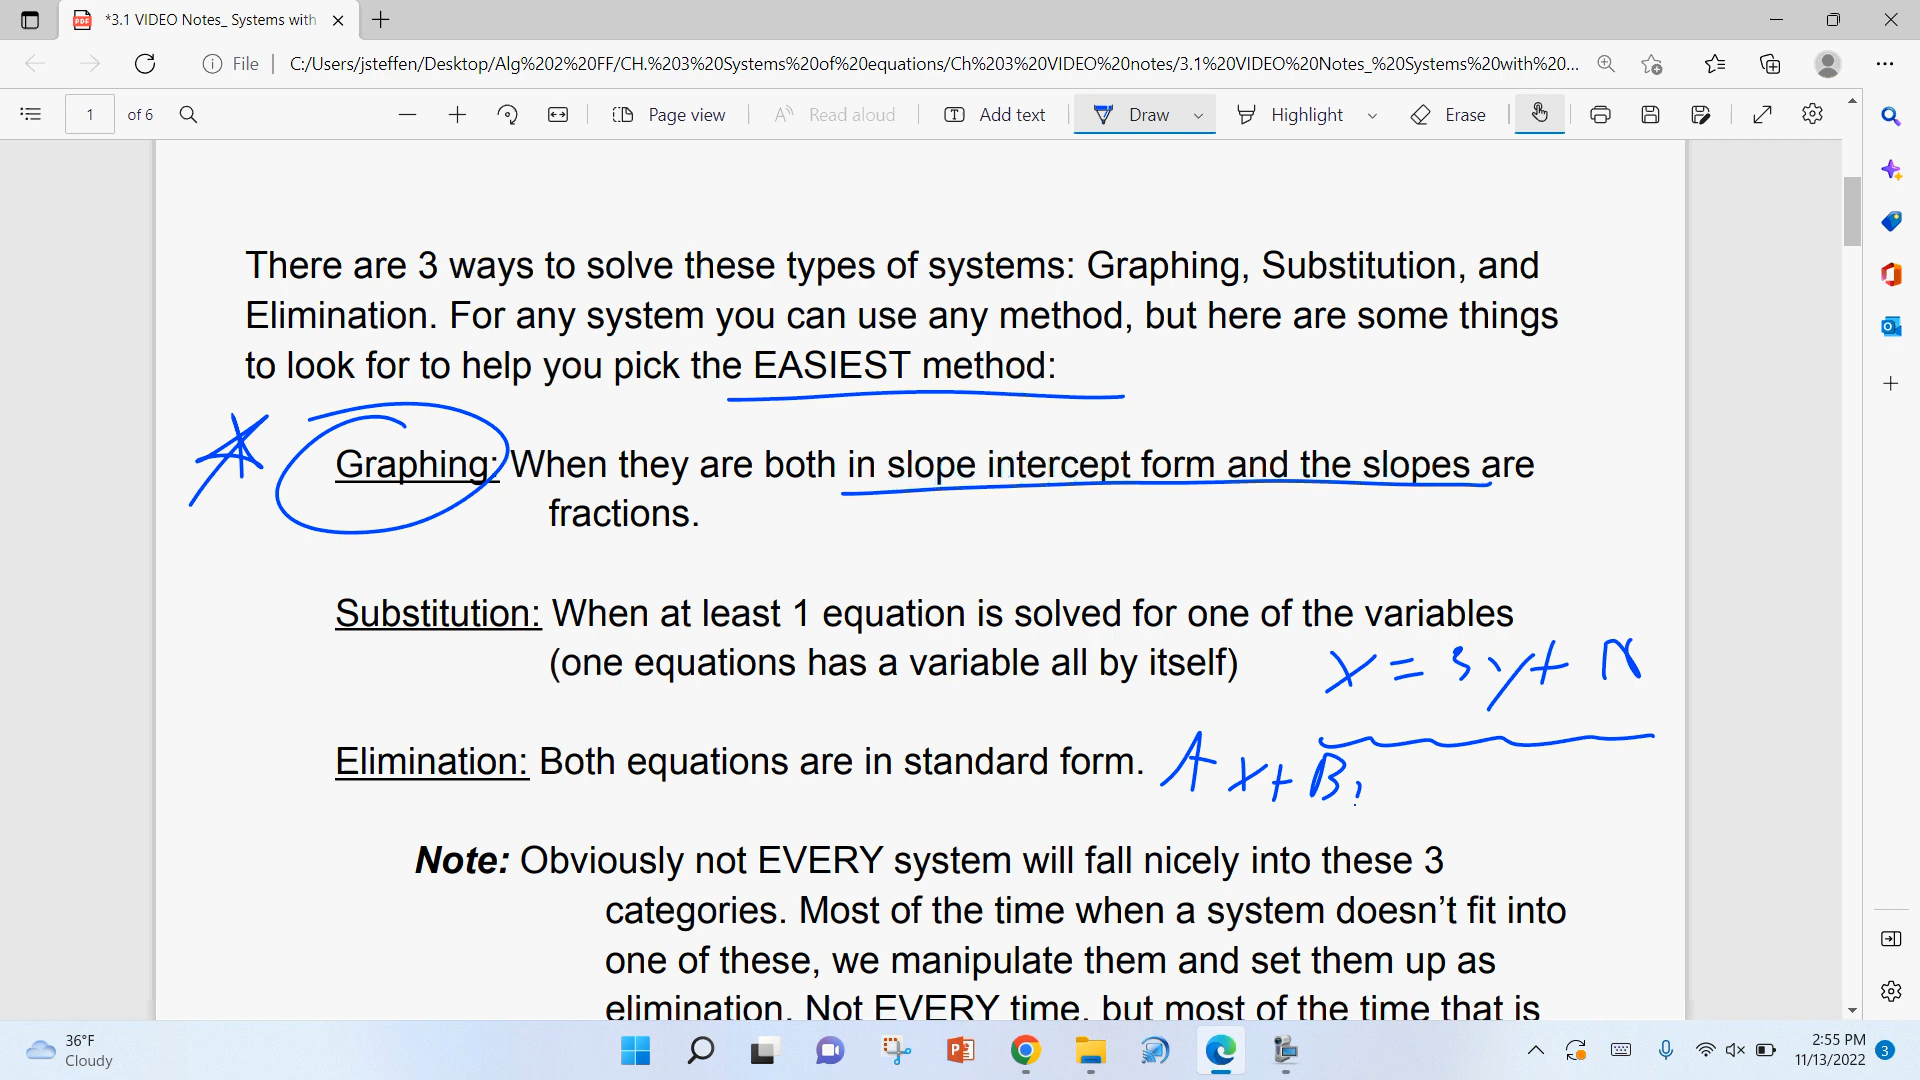 *3.1 VIDEO Notes_ Systems with
File
C:/Users/jsteffen/Desktop/Alg%202%20FF/CH.%203%20Systems%20of%20equations/Ch%203%20VIDEO%20notes/3.1%20VIDEO%20Notes_%20Systems%20with%20...
1 of 6 Page view Read aloud Add text Draw Highlight Erase
There are 3 ways to solve these types of systems: Graphing, Substitution, and
Elimination. For any system you can use any method, but here are some things
to look for to help you pick the EASIEST method:
Graphing: When they are both in slope intercept form and the slopes are
fractions.
Substitution: When at least 1 equation is solved for one of the variables
(one equations has a variable all by itself)
x = 3y+
Elimination: Both equations are in standard form. Ax+B
Note: Obviously not EVERY system will fall nicely into these 3
categories. Most of the time when a system doesn’t fit into
one of these, we manipulate them and set them up as
elimination. Not EVERY time, but most of the time that is
36°F
Cloudy
2:55 PM
11/13/2022
3